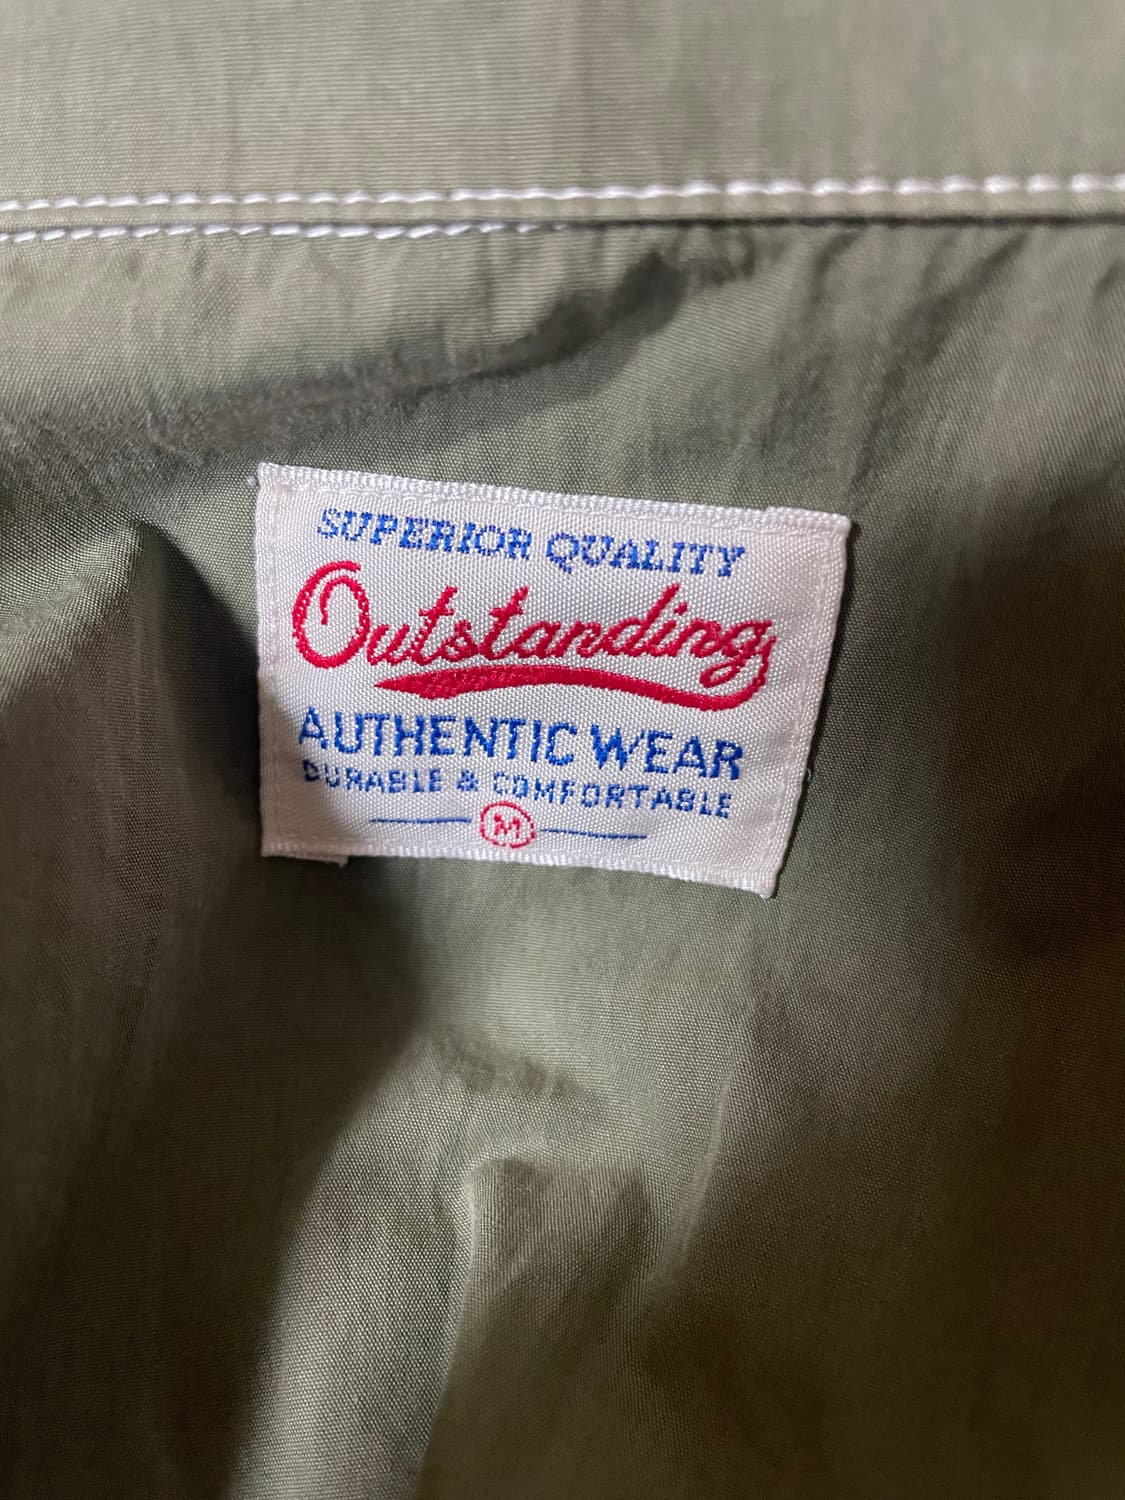 SUPERIOR QUALITY
Outstanding
AUTHENTIC WEAR
DURABLE & COMFORTABLE
M